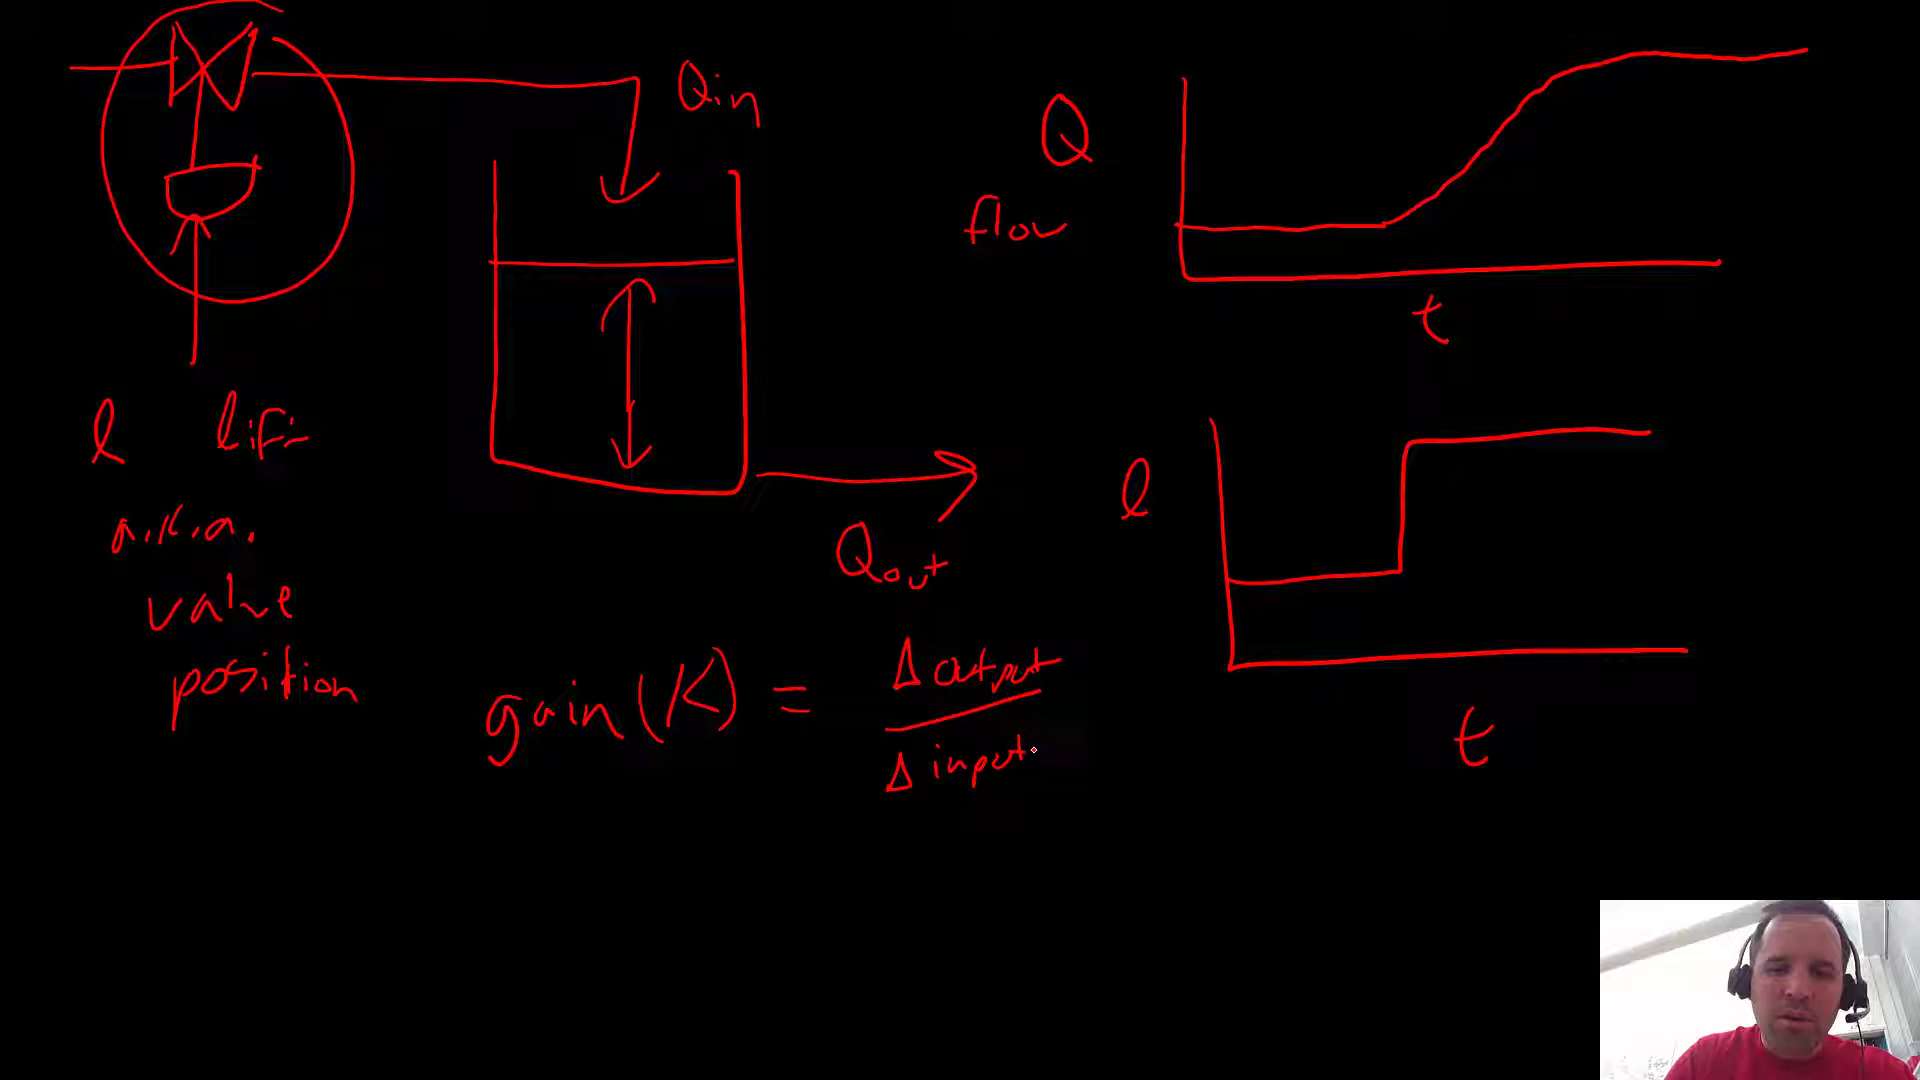 Qin
Q
flow
t
l lift
a.k.a.
valve
position
Qout
l
gain (K) = Δ output
Δ input
t